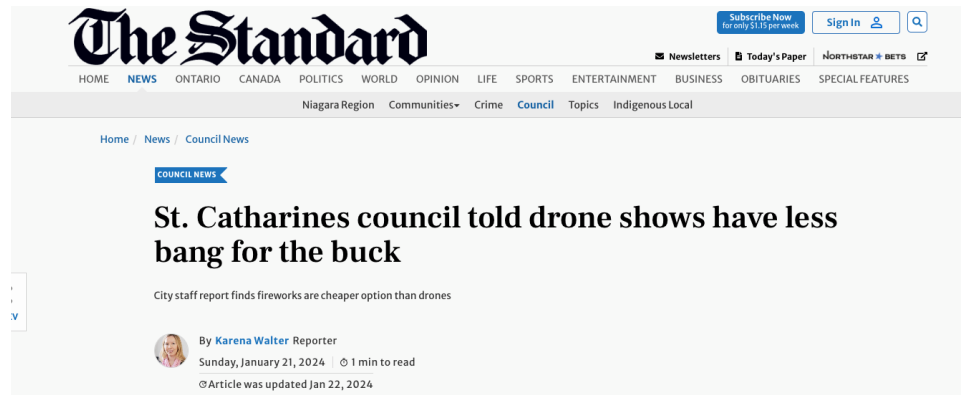 The Standard
Subscribe Now
for only $1.15 per week
Sign In
Newsletters
Today's Paper
NORTHSTAR BETS
HOME NEWS ONTARIO CANADA POLITICS WORLD OPINION LIFE SPORTS ENTERTAINMENT BUSINESS OBITUARIES SPECIAL FEATURES
Niagara Region Communities Crime Council Topics Indigenous Local
Home / News / Council News
COUNCIL NEWS
St. Catharines council told drone shows have less
bang for the buck
City staff report finds fireworks are cheaper option than drones
By Karena Walter Reporter
Sunday, January 21, 2024 1 min to read
Article was updated Jan 22, 2024